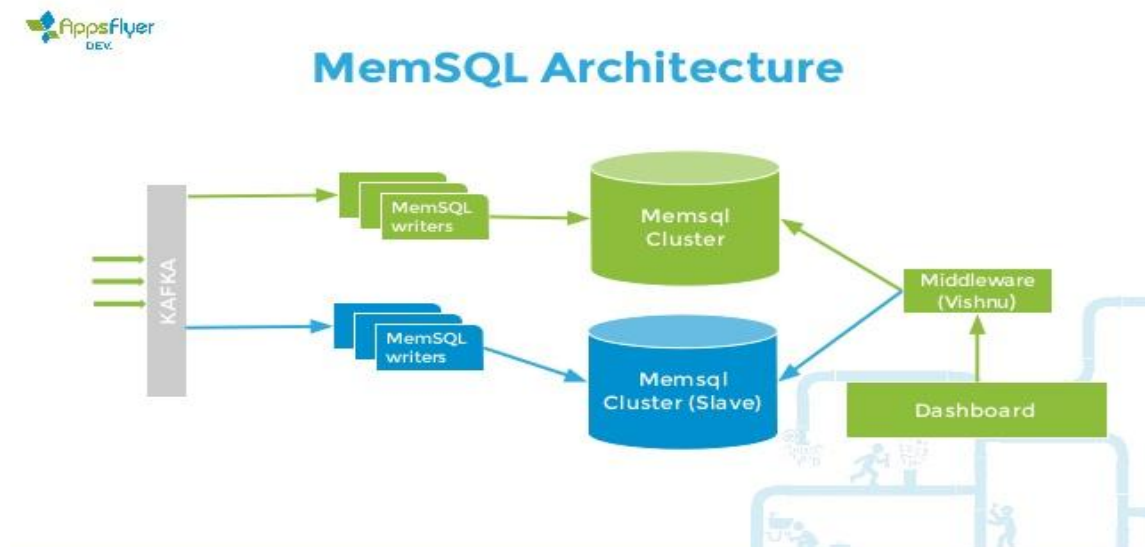 Appsflyer
DEV.
MemSQL Architecture
KAFKA
MemSQL
writers
Memsql
Cluster
MemSQL
writers
Memsql
Cluster (Slave)
Middleware
(Vishnu)
Dashboard